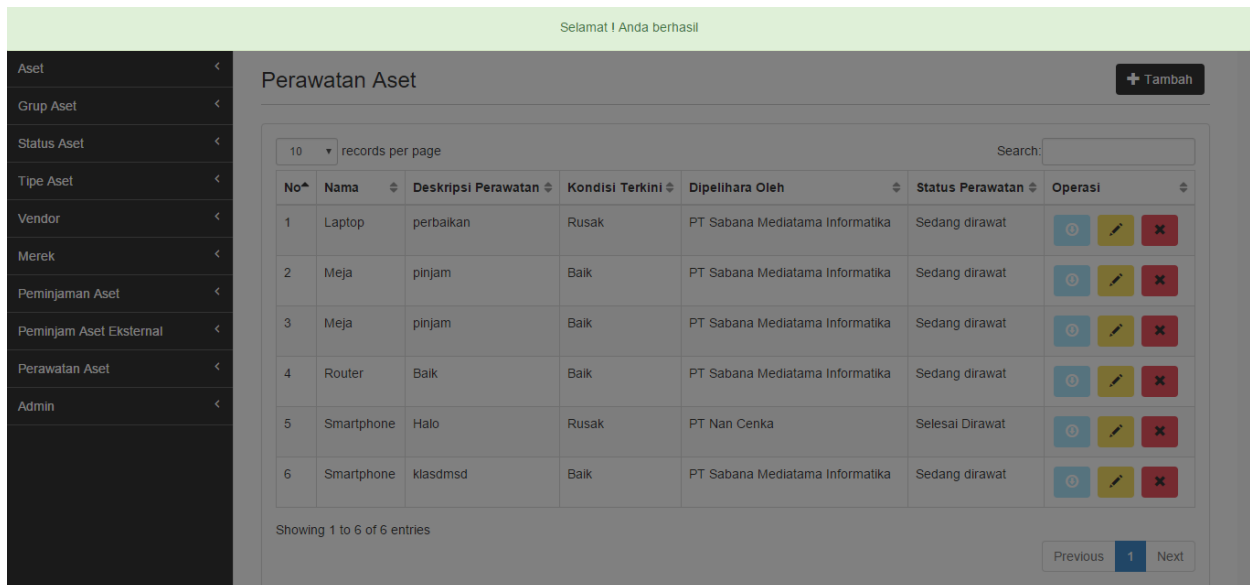 Selamat ! Anda berhasil
Aset
Grup Aset
Status Aset
Tipe Aset
Vendor
Merek
Peminjaman Aset
Peminjam Aset Eksternal
Perawatan Aset
Admin
Perawatan Aset
Tambah
10 records per page
Search:
No Nama Deskripsi Perawatan Kondisi Terkini Dipelihara Oleh Status Perawatan Operasi
1 Laptop perbaikan Rusak PT Sabana Mediatama Informatika Sedang dirawat
2 Meja pinjam Baik PT Sabana Mediatama Informatika Sedang dirawat
3 Meja pinjam Baik PT Sabana Mediatama Informatika Sedang dirawat
4 Router Baik Baik PT Sabana Mediatama Informatika Sedang dirawat
5 Smartphone Halo Rusak PT Nan Cenka Selesai Dirawat
6 Smartphone klasdmsd Baik PT Sabana Mediatama Informatika Sedang dirawat
Showing 1 to 6 of 6 entries
Previous 1 Next